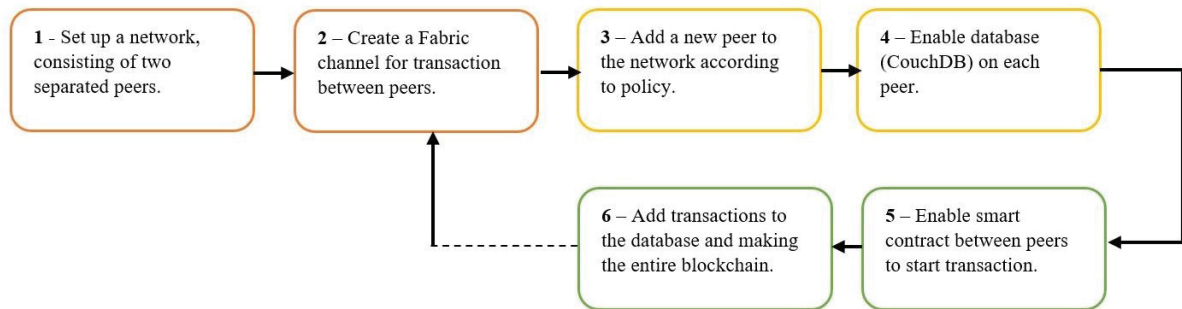 1 - Set up a network,
consisting of two
separated peers.
2 – Create a Fabric
channel for transaction
between peers.
3 – Add a new peer to
the network according
to policy.
4 – Enable database
(CouchDB) on each
peer.
5 – Enable smart
contract between peers
to start transaction.
6 – Add transactions to
the database and making
the entire blockchain.